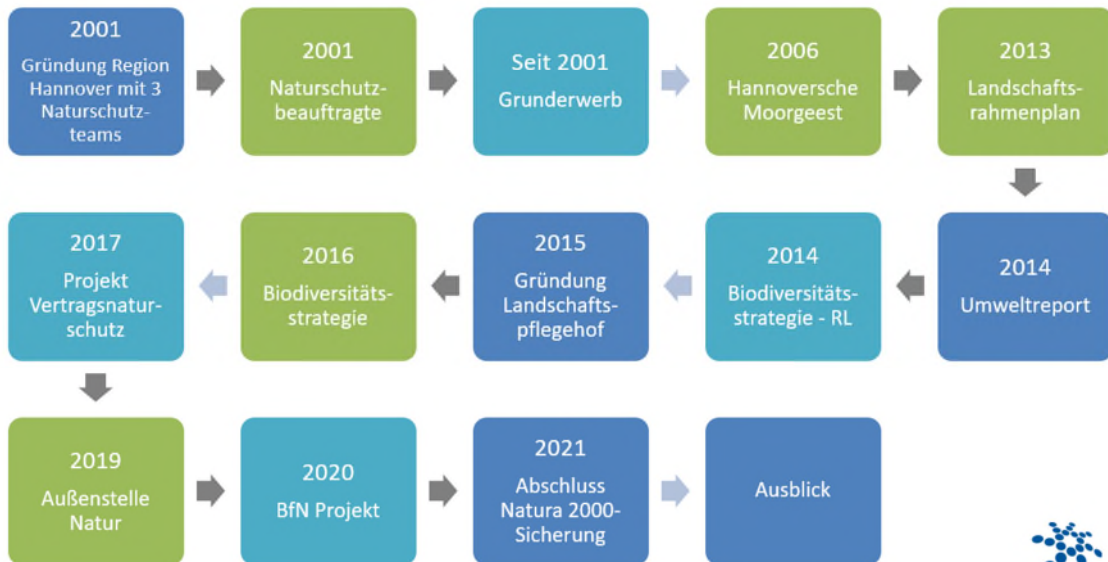 2001
Gründung Region
Hannover mit 3
Naturschutz-
teams
2001
Naturschutz-
beauftragte
Seit 2001
Grunderwerb
2006
Hannoversche
Moorgeest
2013
Landschafts-
rahmenplan
2014
Umweltreport
2014
Biodiversitäts-
strategie - RL
2015
Gründung
Landschafts-
pflegehof
2016
Biodiversitäts-
strategie
2017
Projekt
Vertragsnatur-
schutz
2019
Außenstelle
Natur
2020
BfN Projekt
2021
Abschluss
Natura 2000-
Sicherung
Ausblick